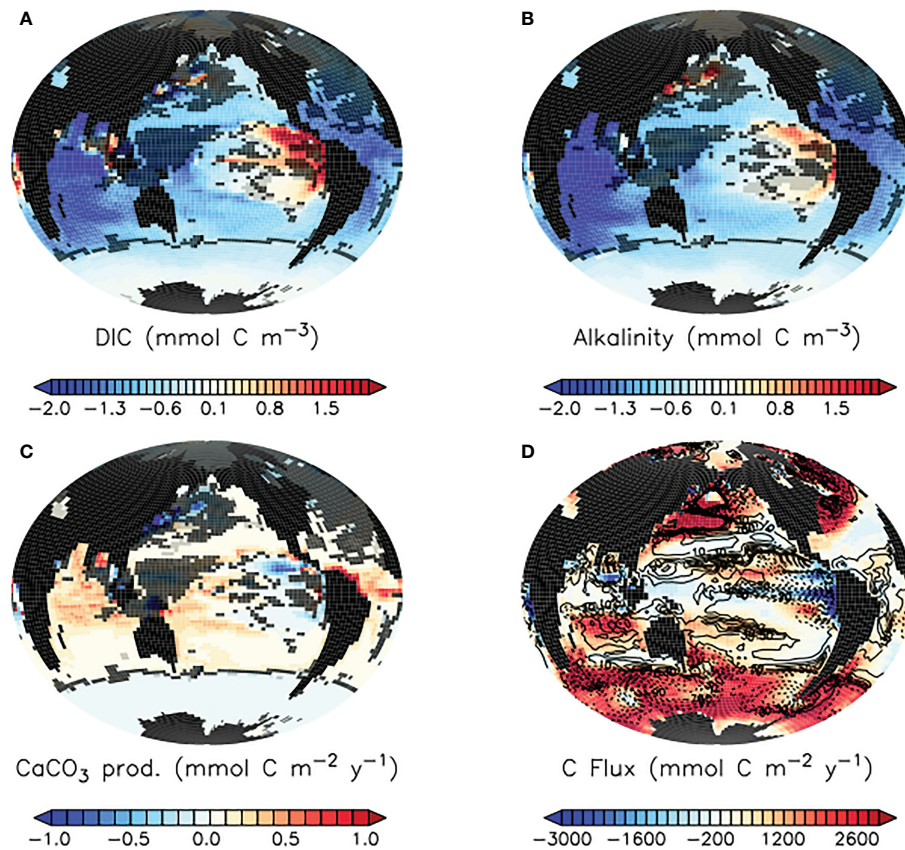 A
B
DIC (mmol C m⁻³)
Alkalinity (mmol C m⁻³)
−2.0 −1.3 −0.6 0.1 0.8 1.5
−2.0 −1.3 −0.6 0.1 0.8 1.5
C
D
CaCO₃ prod. (mmol C m⁻² y⁻¹)
C Flux (mmol C m⁻² y⁻¹)
−1.0 −0.5 0.0 0.5 1.0
−3000 −1600 −200 1200 2600